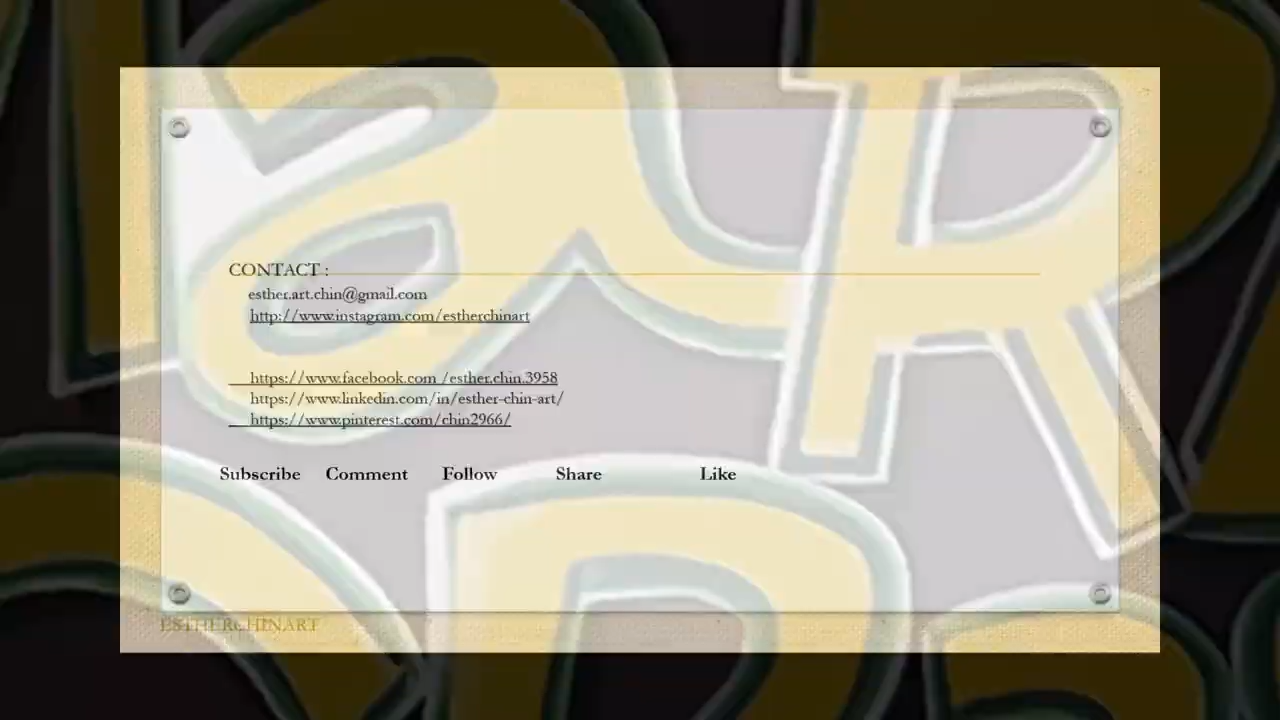 CONTACT :
esther.art.chin@gmail.com
http://www.instagram.com/estherchinart
https://www.facebook.com /esther.chin.3958
https://www.linkedin.com/in/esther-chin-art/
https://www.pinterest.com/chin2966/
Subscribe Comment Follow Share Like
ESTHERcHINART